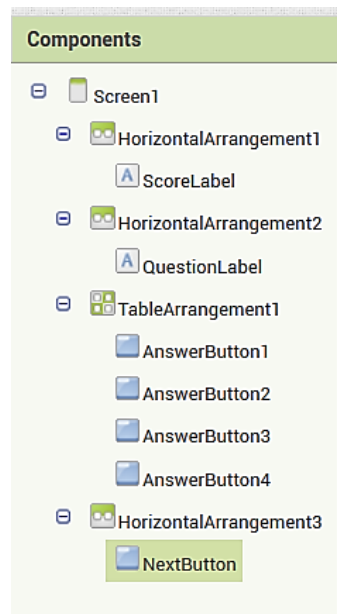 Components
Screen1
HorizontalArrangement1
A ScoreLabel
HorizontalArrangement2
A QuestionLabel
TableArrangement1
AnswerButton1
AnswerButton2
AnswerButton3
AnswerButton4
HorizontalArrangement3
NextButton